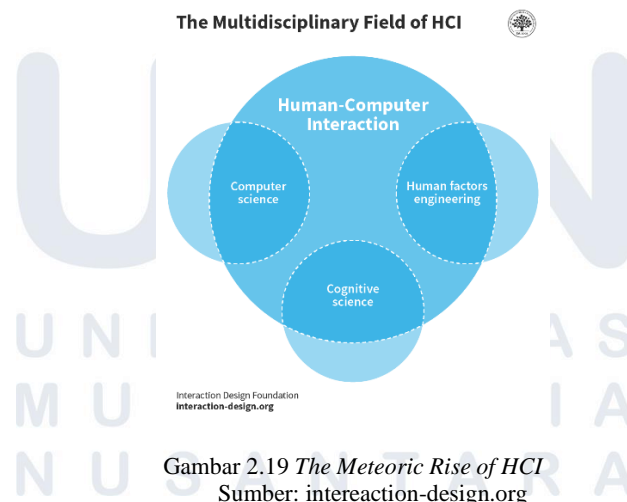 The Multidisciplinary Field of HCI
Human-Computer
Interaction
Computer
science
Human factors
engineering
Cognitive
science
Interaction Design Foundation
interaction-design.org
Gambar 2.19 The Meteoric Rise of HCI
Sumber: intereaction-design.org